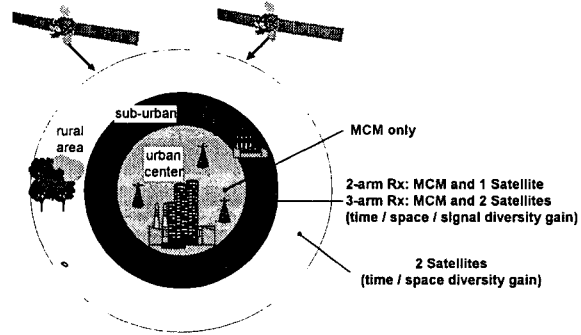 sub-urban
rural
area
urban
center
MCM only
2-arm Rx: MCM and 1 Satellite
3-arm Rx: MCM and 2 Satellites
(time / space / signal diversity gain)
2 Satellites
(time / space diversity gain)